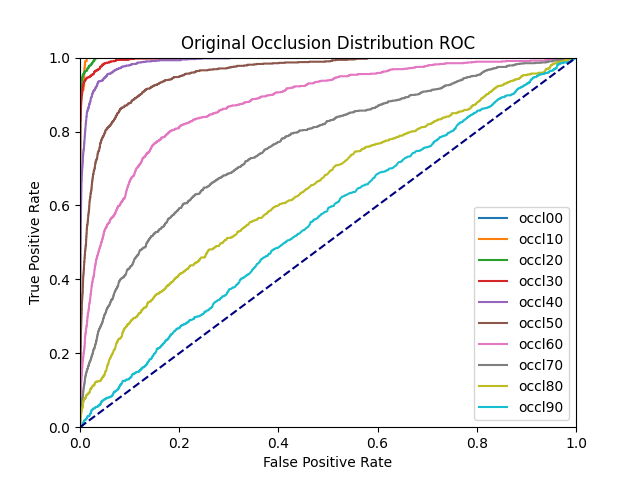 Original Occlusion Distribution ROC
1.0
0.8
0.6
0.4
0.2
0.0
True Positive Rate
occl00
occl10
occl20
occl30
occl40
occl50
occl60
occl70
occl80
occl90
0.0 0.2 0.4 0.6 0.8 1.0
False Positive Rate